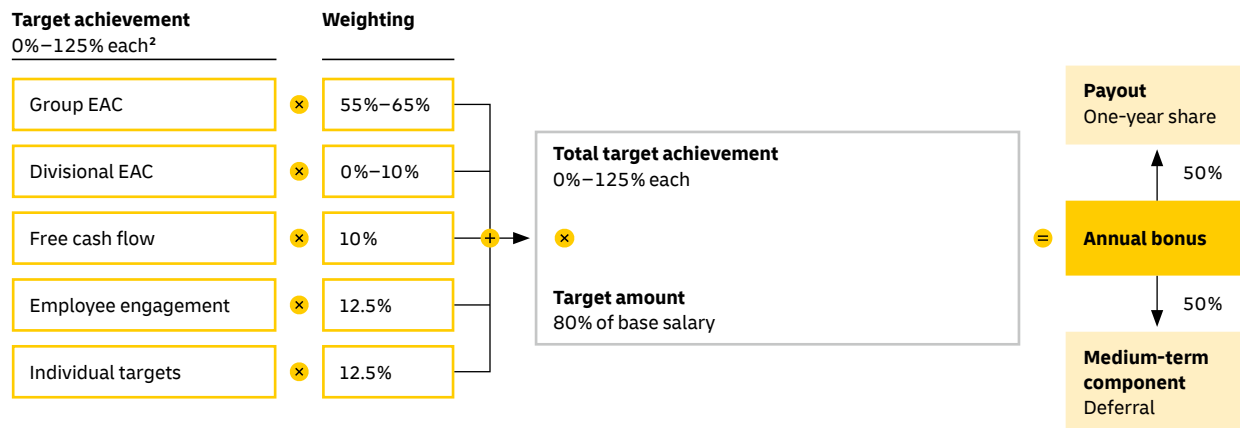 Target achievement
0%–125% each²
Weighting
Group EAC × 55%–65%
Divisional EAC × 0%–10%
Free cash flow × 10%
Employee engagement × 12.5%
Individual targets × 12.5%
+
Total target achievement
0%–125% each
×
Target amount
80% of base salary
=
Payout
One-year share
50%
Annual bonus
50%
Medium-term
component
Deferral